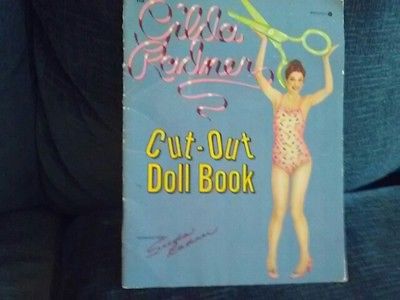 Gilda
Radner
Cut-Out
Doll Book